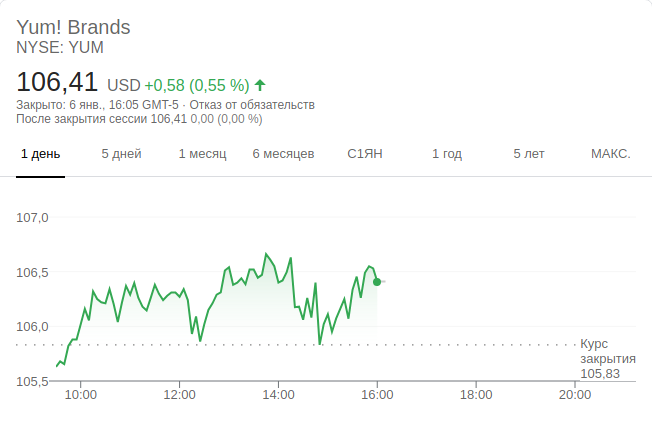 Yum! Brands
NYSE: YUM
106,41 USD +0,58 (0,55 %)
Закрыто: 6 янв., 16:05 GMT-5 · Отказ от обязательств
После закрытия сессии 106,41 0,00 (0,00 %)
1 день 5 дней 1 месяц 6 месяцев С1ЯН 1 год 5 лет МАКС.
107,0
106,5
106,0
Курс
закрытия
105,83
105,5
10:00 12:00 14:00 16:00 18:00 20:00